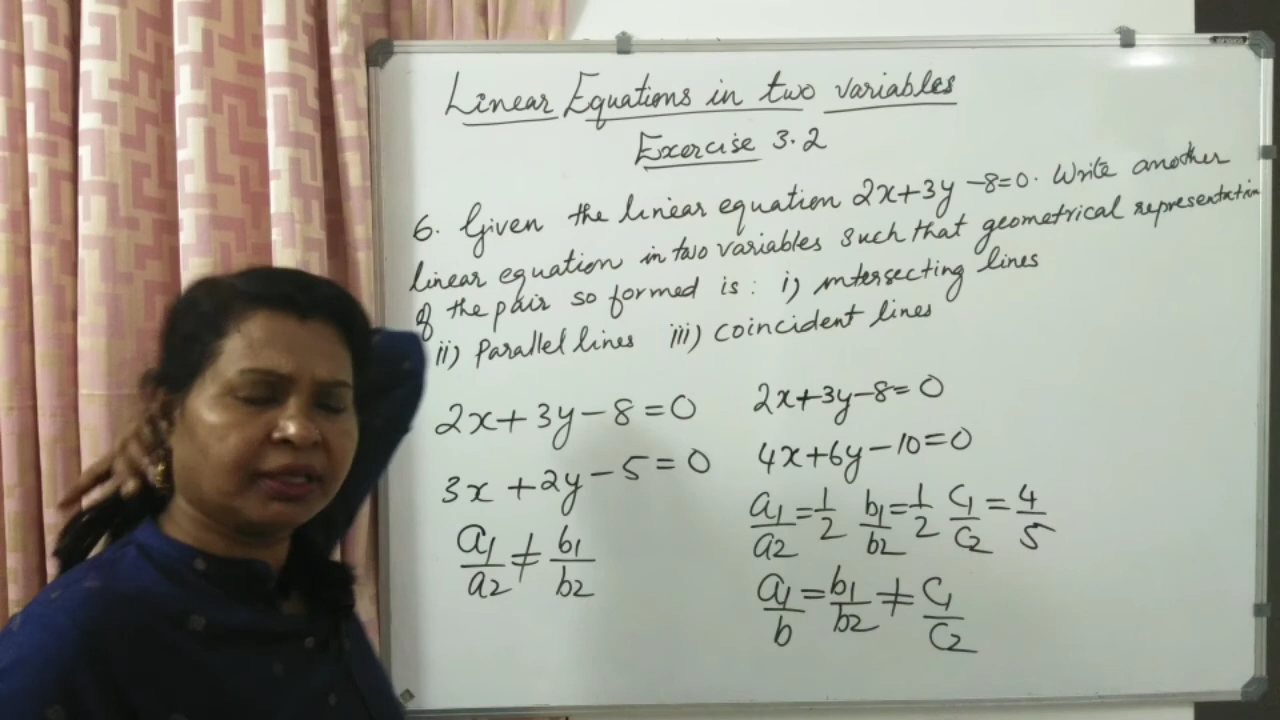 Linear Equations in two variables
Exercise 3.2
6. Given the linear equation 2x+3y-8=0. Write another
linear equation in two variables such that geometrical representation
of the pair so formed is: i) intersecting lines
ii) Parallel lines iii) coincident lines
2x+3y-8=0
3x+2y-5=0
a1/a2 ≠ b1/b2
2x+3y-8=0
4x+6y-10=0
a1/a2=1/2 b1/b2=1/2 c1/c2=4/5
a1/b=b1/b2≠c1/c2